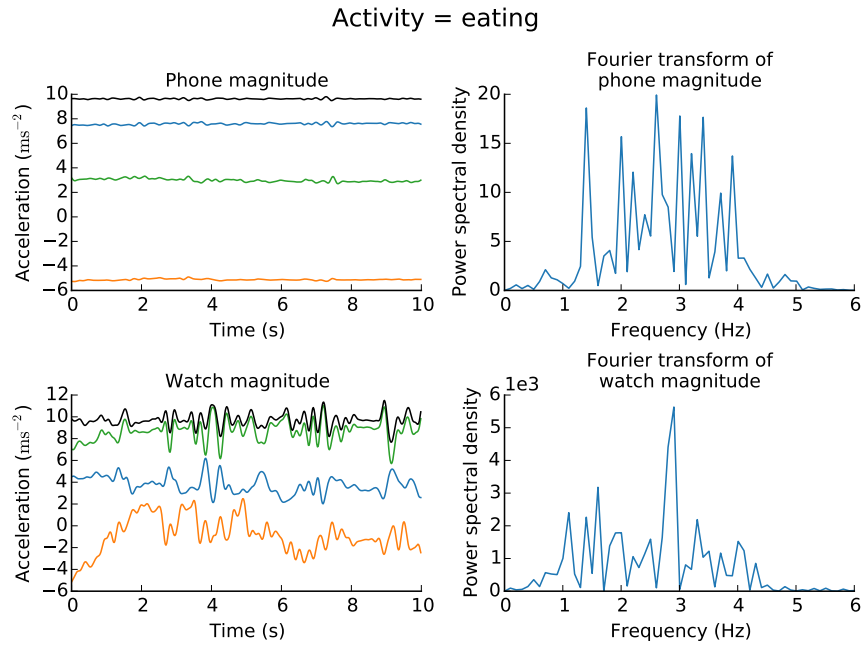 Activity = eating
Phone magnitude
Acceleration (ms⁻²)
10
8
6
4
2
0
−2
−4
−6
0 2 4 6 8 10
Time (s)
Fourier transform of
phone magnitude
Power spectral density
20
15
10
5
0
0 1 2 3 4 5 6
Frequency (Hz)
Watch magnitude
Acceleration (ms⁻²)
12
10
8
6
4
2
0
−2
−4
−6
0 2 4 6 8 10
Time (s)
Fourier transform of
watch magnitude
1e3
Power spectral density
6
5
4
3
2
1
0
0 1 2 3 4 5 6
Frequency (Hz)